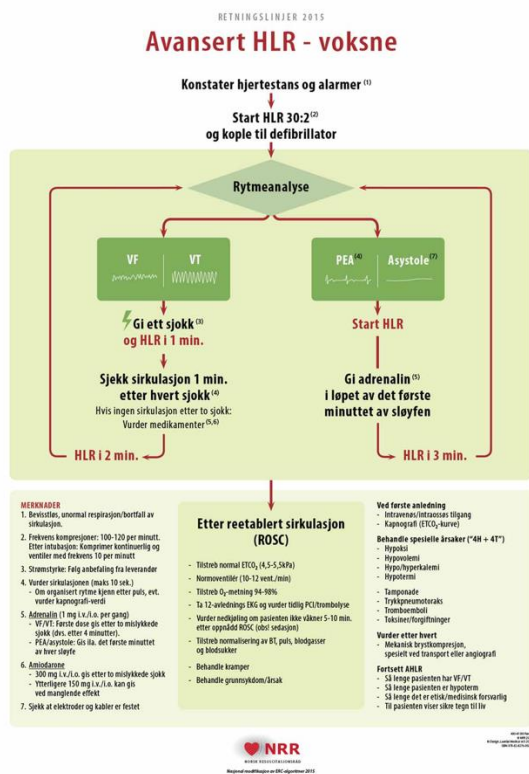 RETNINGSLINJER 2015
Avansert HLR - voksne
Konstater hjertestans og alarmer (1)
Start HLR 30:2(2)
og kople til defibrillator
Rytmeanalyse
VF
VT
PEA(4)
Asystole(7)
Gi ett sjokk (3)
og HLR i 1 min.
Sjekk sirkulasjon 1 min.
etter hvert sjokk(4)
Hvis ingen sirkulasjon etter to sjokk:
Vurder medikamenter (5,6)
HLR i 2 min.
Start HLR
Gi adrenalin(5)
i løpet av det første
minuttet av sløyfen
HLR i 3 min.
MERKNADER
1. Bevisstløs, unormal respirasjon/bortfall av
sirkulasjon.
2. Frekvens kompresjoner: 100-120 per minutt.
Etter intubasjon: Komprimer kontinuerlig og
ventiler med frekvens 10 per minutt
3. Strømstyrke: Følg anbefaling fra leverandør
4. Vurder sirkulasjonen (maks 10 sek.)
- Om organisert rytme kjenn etter puls, evt.
vurder kapnografi-verdi
5. Adrenalin (1 mg i.v./i.o. per gang)
- VF/VT: Første dose gis etter to mislykkede
sjokk (dvs. etter 4 minutter).
- PEA/asystole: Gis ila. det første minuttet
av hver sløyfe
6. Amiodarone
- 300 mg i.v./i.o. gis etter to mislykkede sjokk
- Ytterligere 150 mg i.v./i.o. kan gis
ved manglende effekt
7. Sjekk at elektroder og kabler er festet
Etter reetablert sirkulasjon
(ROSC)
- Tilstreb normal ETCO2 (4,5-5,5kPa)
- Normoventilér (10-12 vent./min)
- Tilstreb O2-metning 94-98%
- Ta 12-avlednings EKG og vurder tidlig PCI/trombolyse
- Vurder nedkjøling om pasienten ikke våkner 5-10 min.
etter oppnådd ROSC (obs! sedasjon)
- Tilstreb normalisering av BT, puls, blodgasser
og blodsukker
- Behandle kramper
- Behandle grunnsykdom/årsak
Ved første anledning
- Intravenøs/intraossøs tilgang
- Kapnografi (ETCO2-kurve)
Behandle spesielle årsaker ("4H + 4T")
- Hypoksi
- Hypovolemi
- Hypo/hyperkalemi
- Hypotermi
- Tamponade
- Trykkpneumotoraks
- Tromboemboli
- Toksiner/forgiftninger
Vurder etter hvert
- Mekanisk brystkompresjon,
spesielt ved transport eller angiografi
Fortsett AHLR
- Så lenge pasienten har VF/VT
- Så lenge pasienten er hypoterm
- Så lenge det er etisk/medisinsk forsvarlig
- Til pasienten viser sikre tegn til liv
NRR
NORSK RESUSCITASJONSRÅD
Nasjonal modifikasjon av ERC-algoritmer 2015